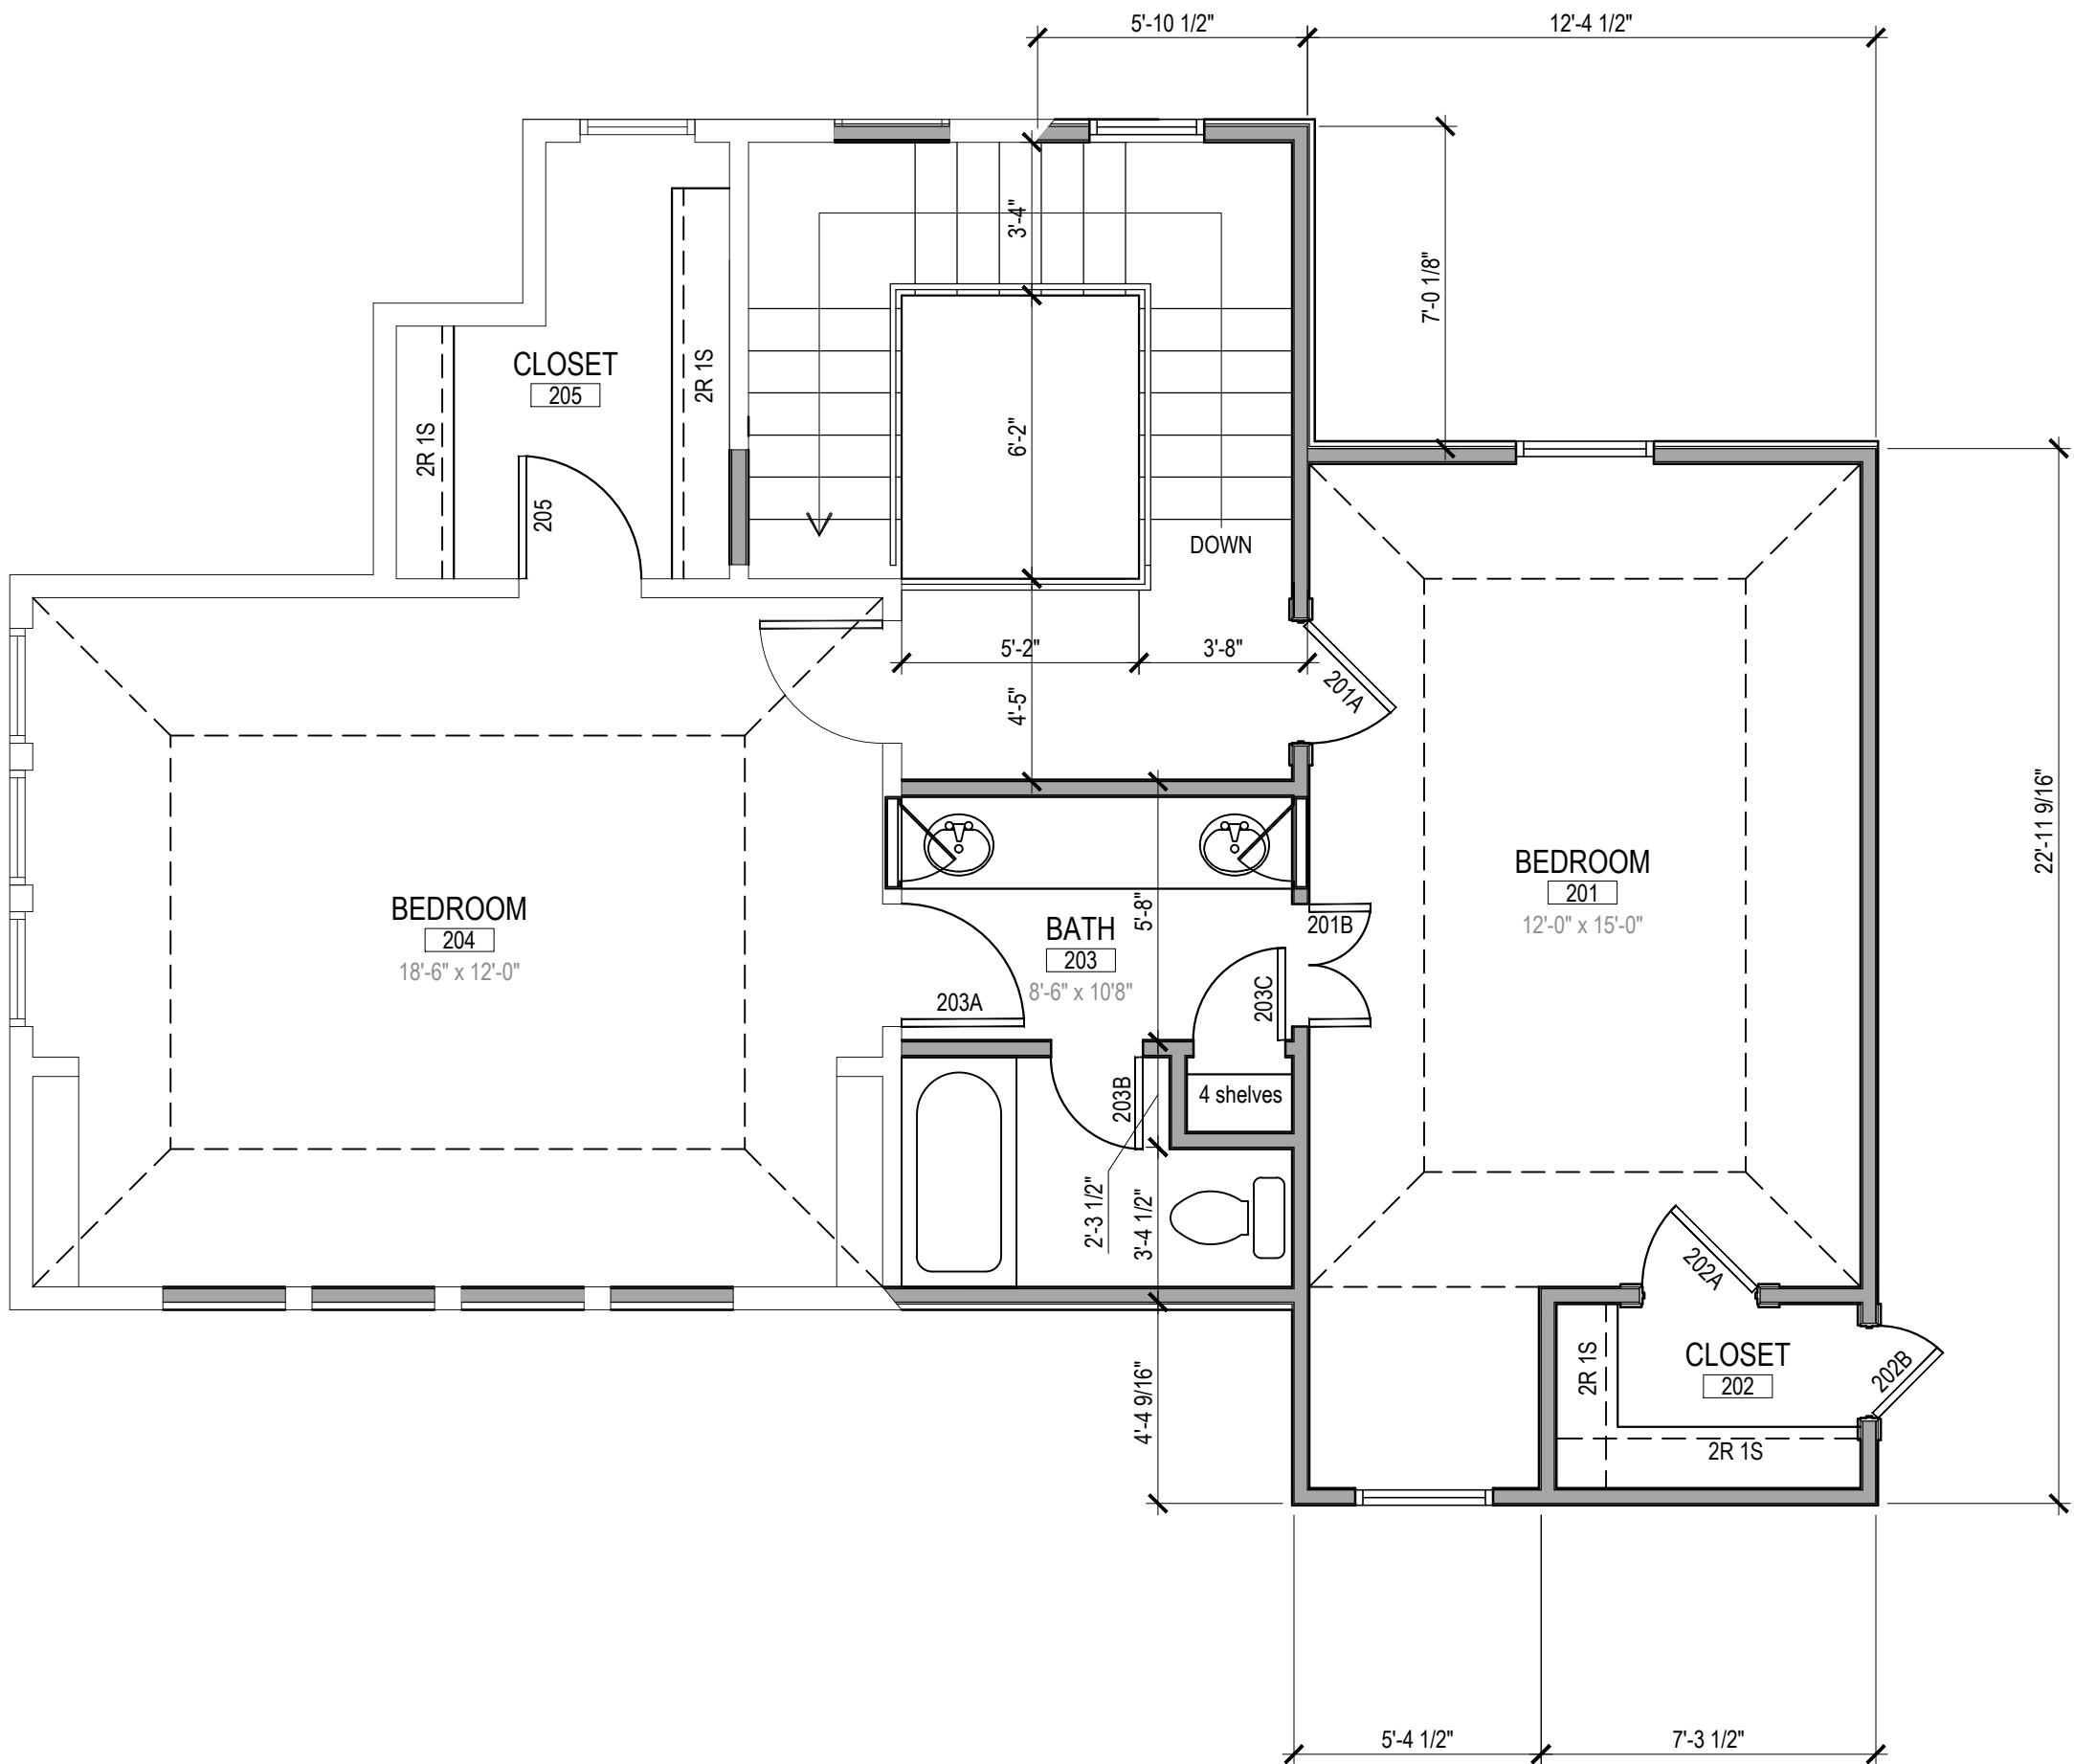 5'-10 1/2"
12'-4 1/2"
3'-4"
7'-0 1/8"
CLOSET
205
2R 1S
2R 1S
6'-2"
205
DOWN
5'-2"
3'-8"
201A
4'-5"
22'-11 9/16"
BEDROOM
201
12'-0" x 15'-0"
BEDROOM
204
18'-6" x 12'-0"
5'-8"
BATH
203
8'-6" x 10'8"
201B
203A
203C
203B
4 shelves
2'-3 1/2"
3'-4 1/2"
202A
4'-4 9/16"
2R 1S
CLOSET
202
202B
2R 1S
5'-4 1/2"
7'-3 1/2"